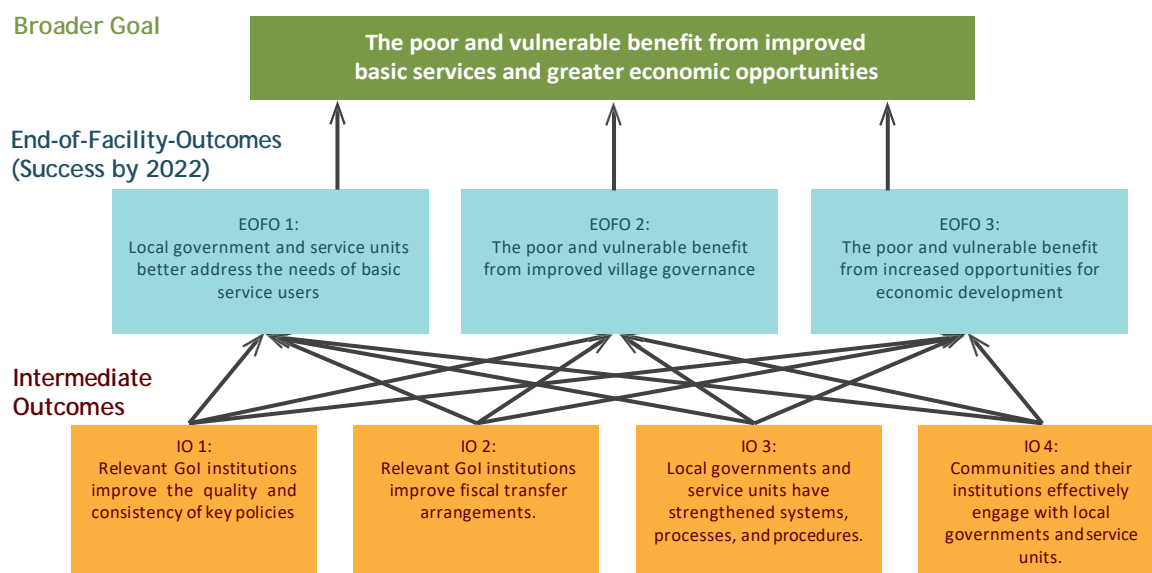 Broader Goal
The poor and vulnerable benefit from improved
basic services and greater economic opportunities
End-of-Facility-Outcomes
(Success by 2022)
EOFO 1:
Local government and service units
better address the needs of basic
service users
EOFO 2:
The poor and vulnerable benefit
from improved village governance
EOFO 3:
The poor and vulnerable benefit
from increased opportunities for
economic development
Intermediate
Outcomes
IO 1:
Relevant GoI institutions
improve the quality and
consistency of key policies
IO 2:
Relevant GoI institutions
improve fiscal transfer
arrangements.
IO 3:
Local governments and
service units have
strengthened systems,
processes, and procedures.
IO 4:
Communities and their
institutions effectively
engage with local
governments and service
units.